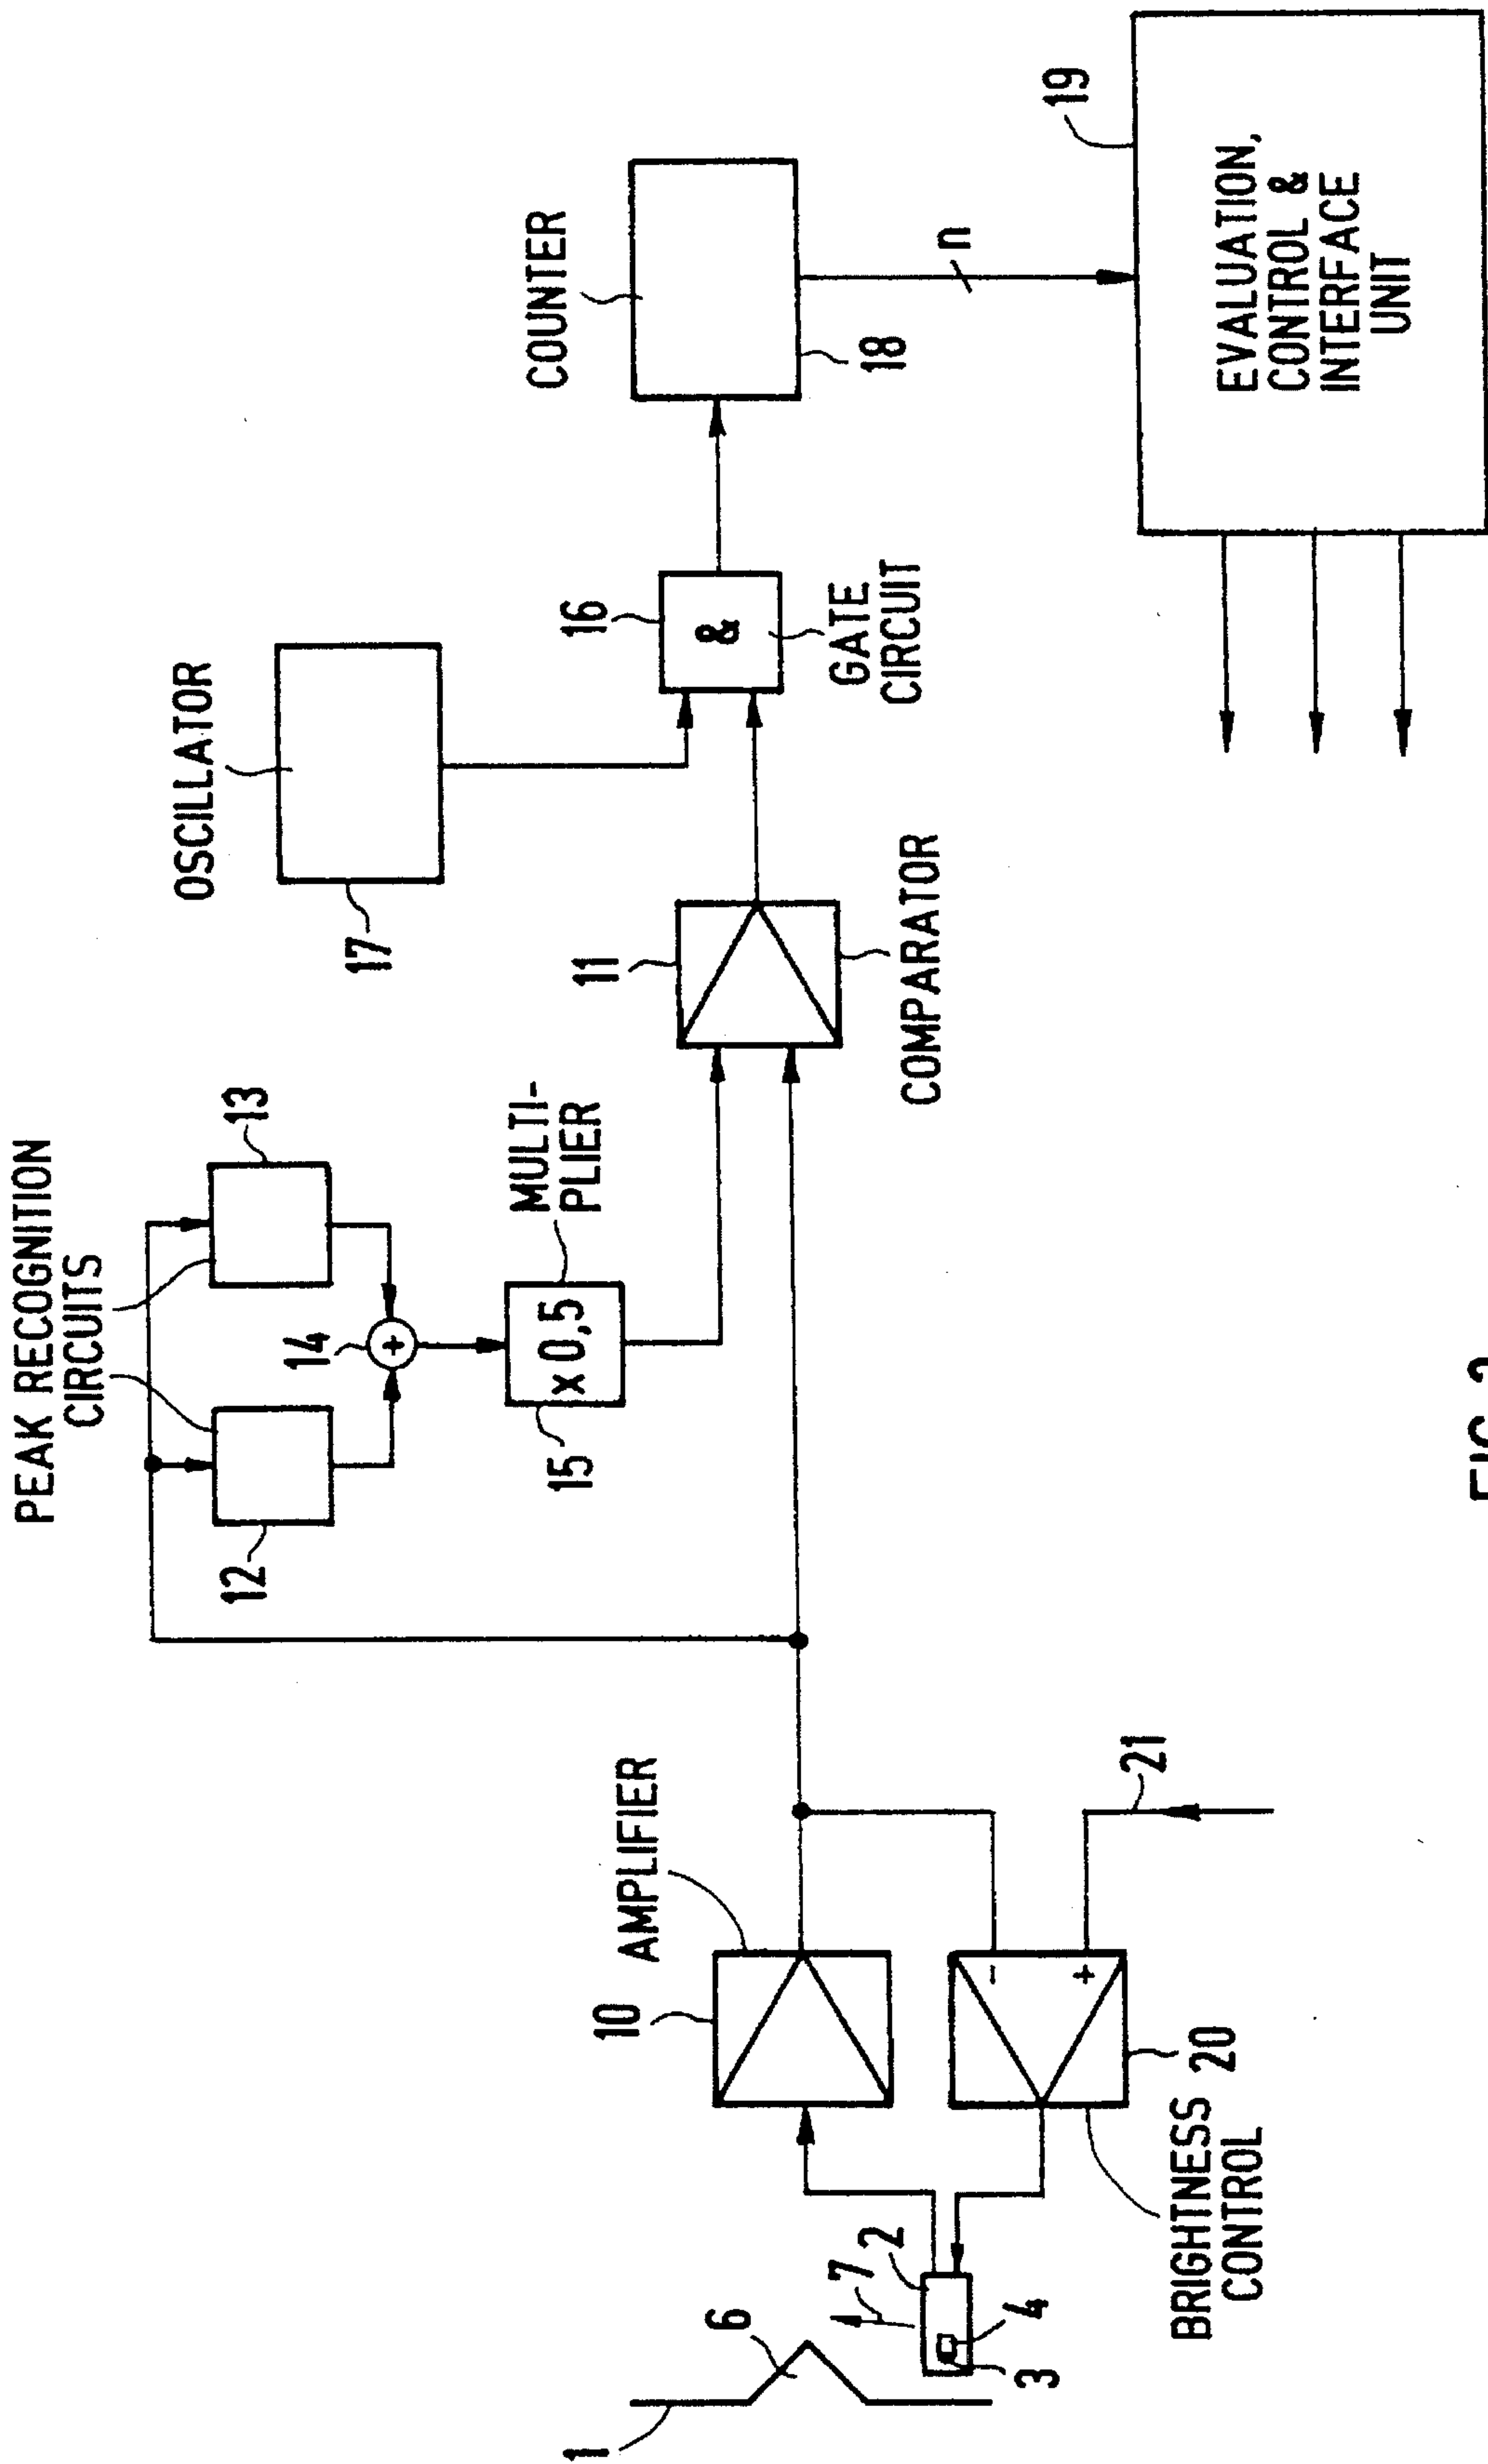 PEAK RECOGNITION
CIRCUITS
12
13
14
+
MULTI-
PLIER
x 0,5
15
OSCILLATOR
17
11
COMPARATOR
16
&
GATE
CIRCUIT
COUNTER
18
n
19
EVALUATION,
CONTROL &
INTERFACE
UNIT
AMPLIFIER
10
-
+
21
20
BRIGHTNESS
CONTROL
1
6
7
2
3
4
FIG.